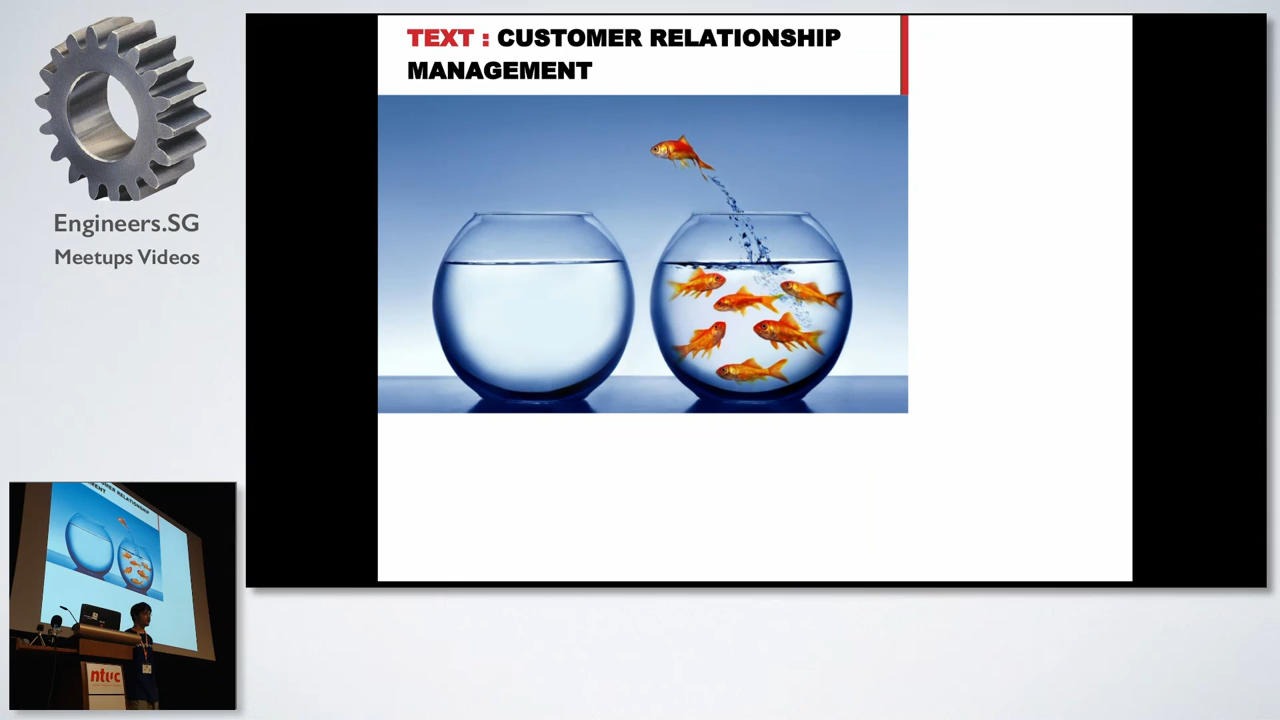 TEXT : CUSTOMER RELATIONSHIP
MANAGEMENT
Engineers.SG
Meetups Videos
ntuc